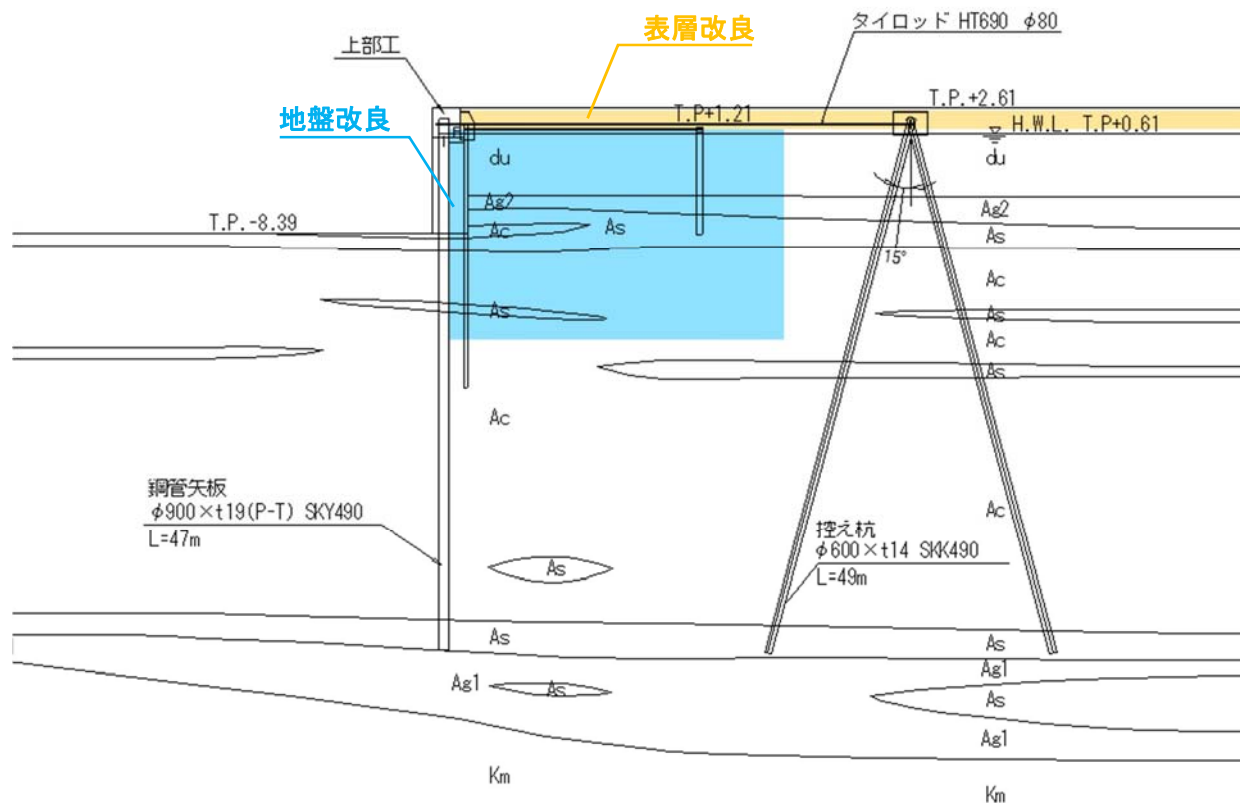 タイロッド HT690 φ80
表層改良
上部工
T.P.+2.61
T.P+1.21
地盤改良
H.W.L. T.P+0.61
du
du
Ag2
Ag2
T.P.-8.39
Ac
As
As
15°
Ac
As
As
Ac
As
Ac
鋼管矢板
φ900×t19(P-T) SKY490
L=47m
Ac
控え杭
φ600×t14 SKK490
L=49m
As
As
As
Ag1
Ag1
As
As
Ag1
Km
Km